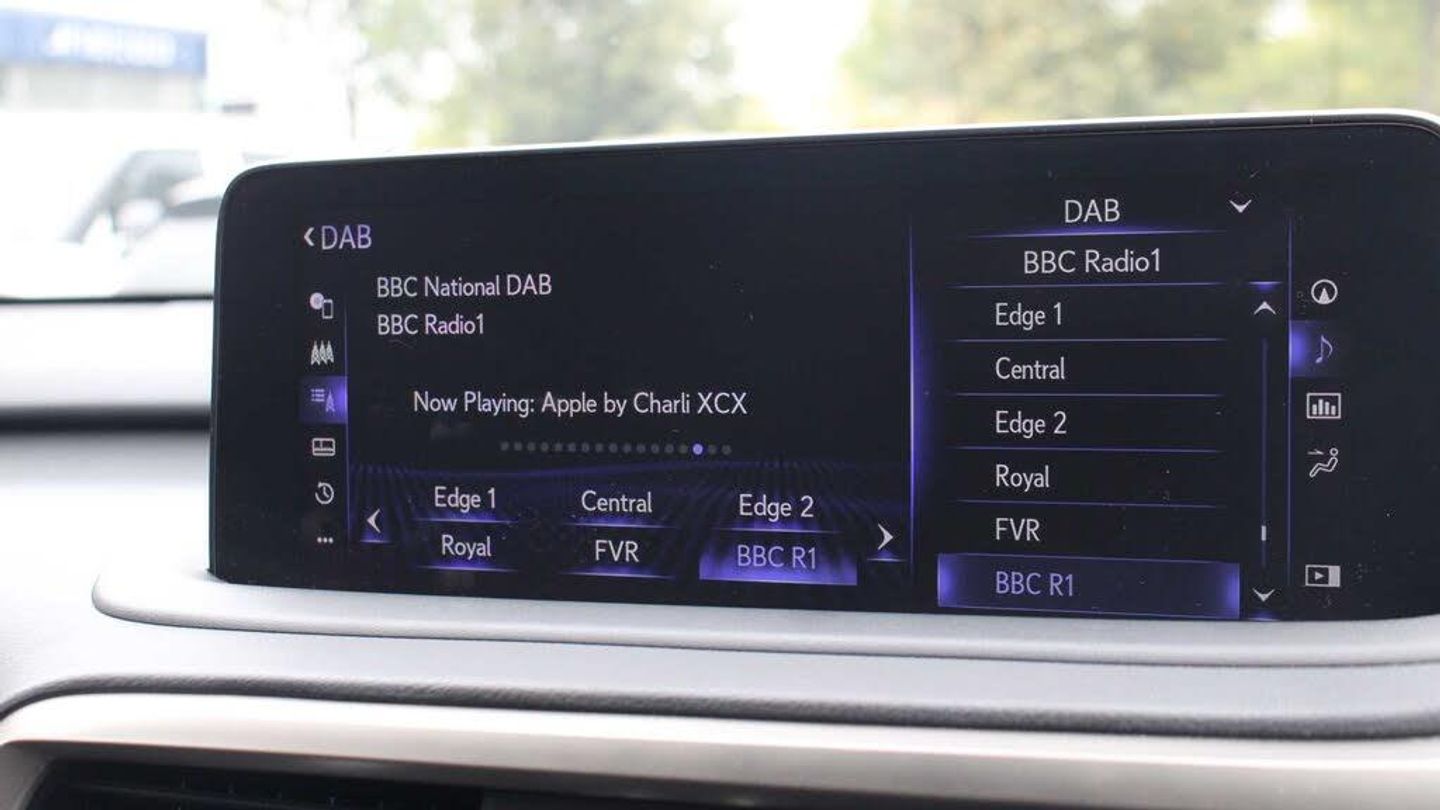 DAB
BBC National DAB
BBC Radio1
Now Playing: Apple by Charli XCX
Edge 1
Central
Edge 2
Royal
FVR
BBC R1
DAB
BBC Radio1
Edge 1
Central
Edge 2
Royal
FVR
BBC R1